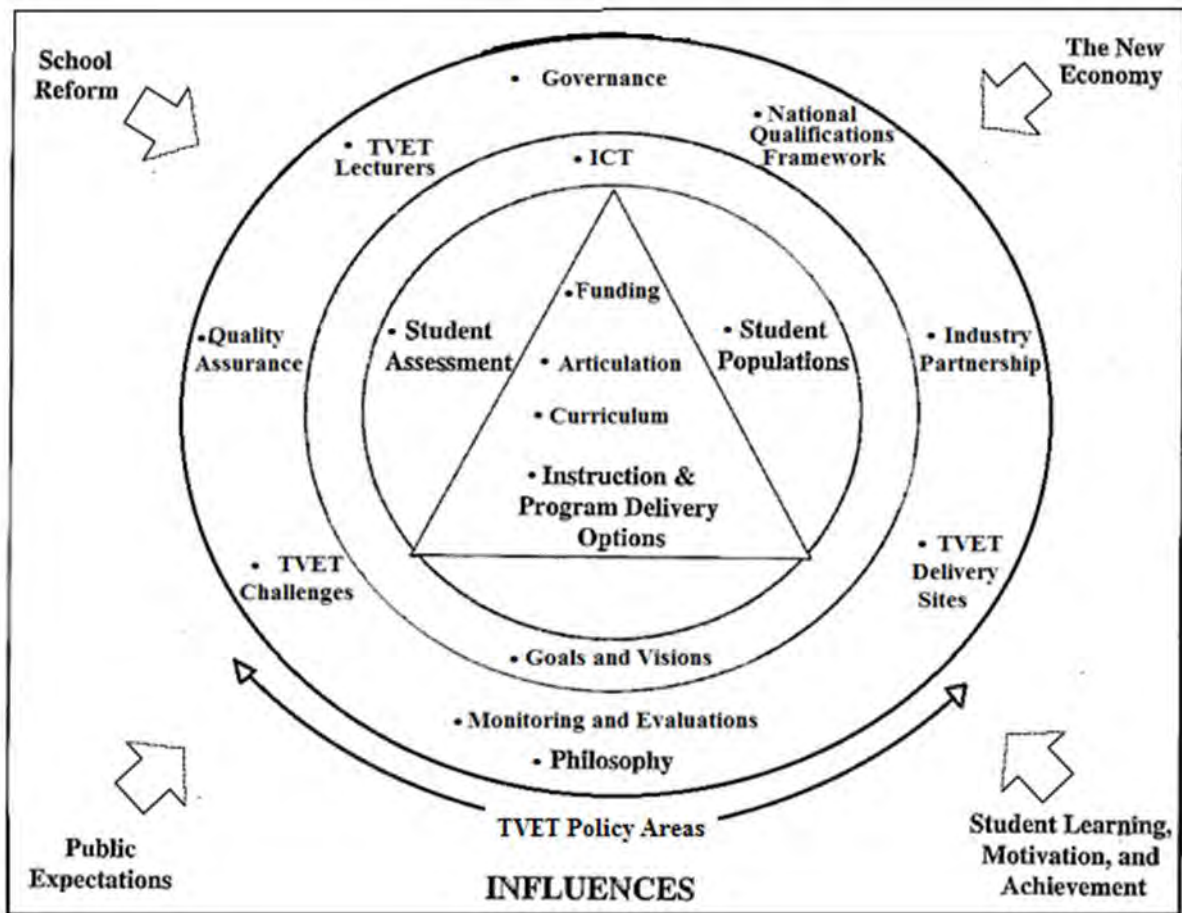 School
Reform
The New
Economy
• Governance
• National
Qualifications
Framework
• TVET
Lecturers
• ICT
• Funding
• Quality
Assurance
• Student
Assessment
• Articulation
• Student
Populations
• Industry
Partnership
• Curriculum
• Instruction &
Program Delivery
Options
• TVET
Challenges
• TVET
Delivery
Sites
• Goals and Visions
• Monitoring and Evaluations
• Philosophy
TVET Policy Areas
Public
Expectations
Student Learning,
Motivation, and
Achievement
INFLUENCES